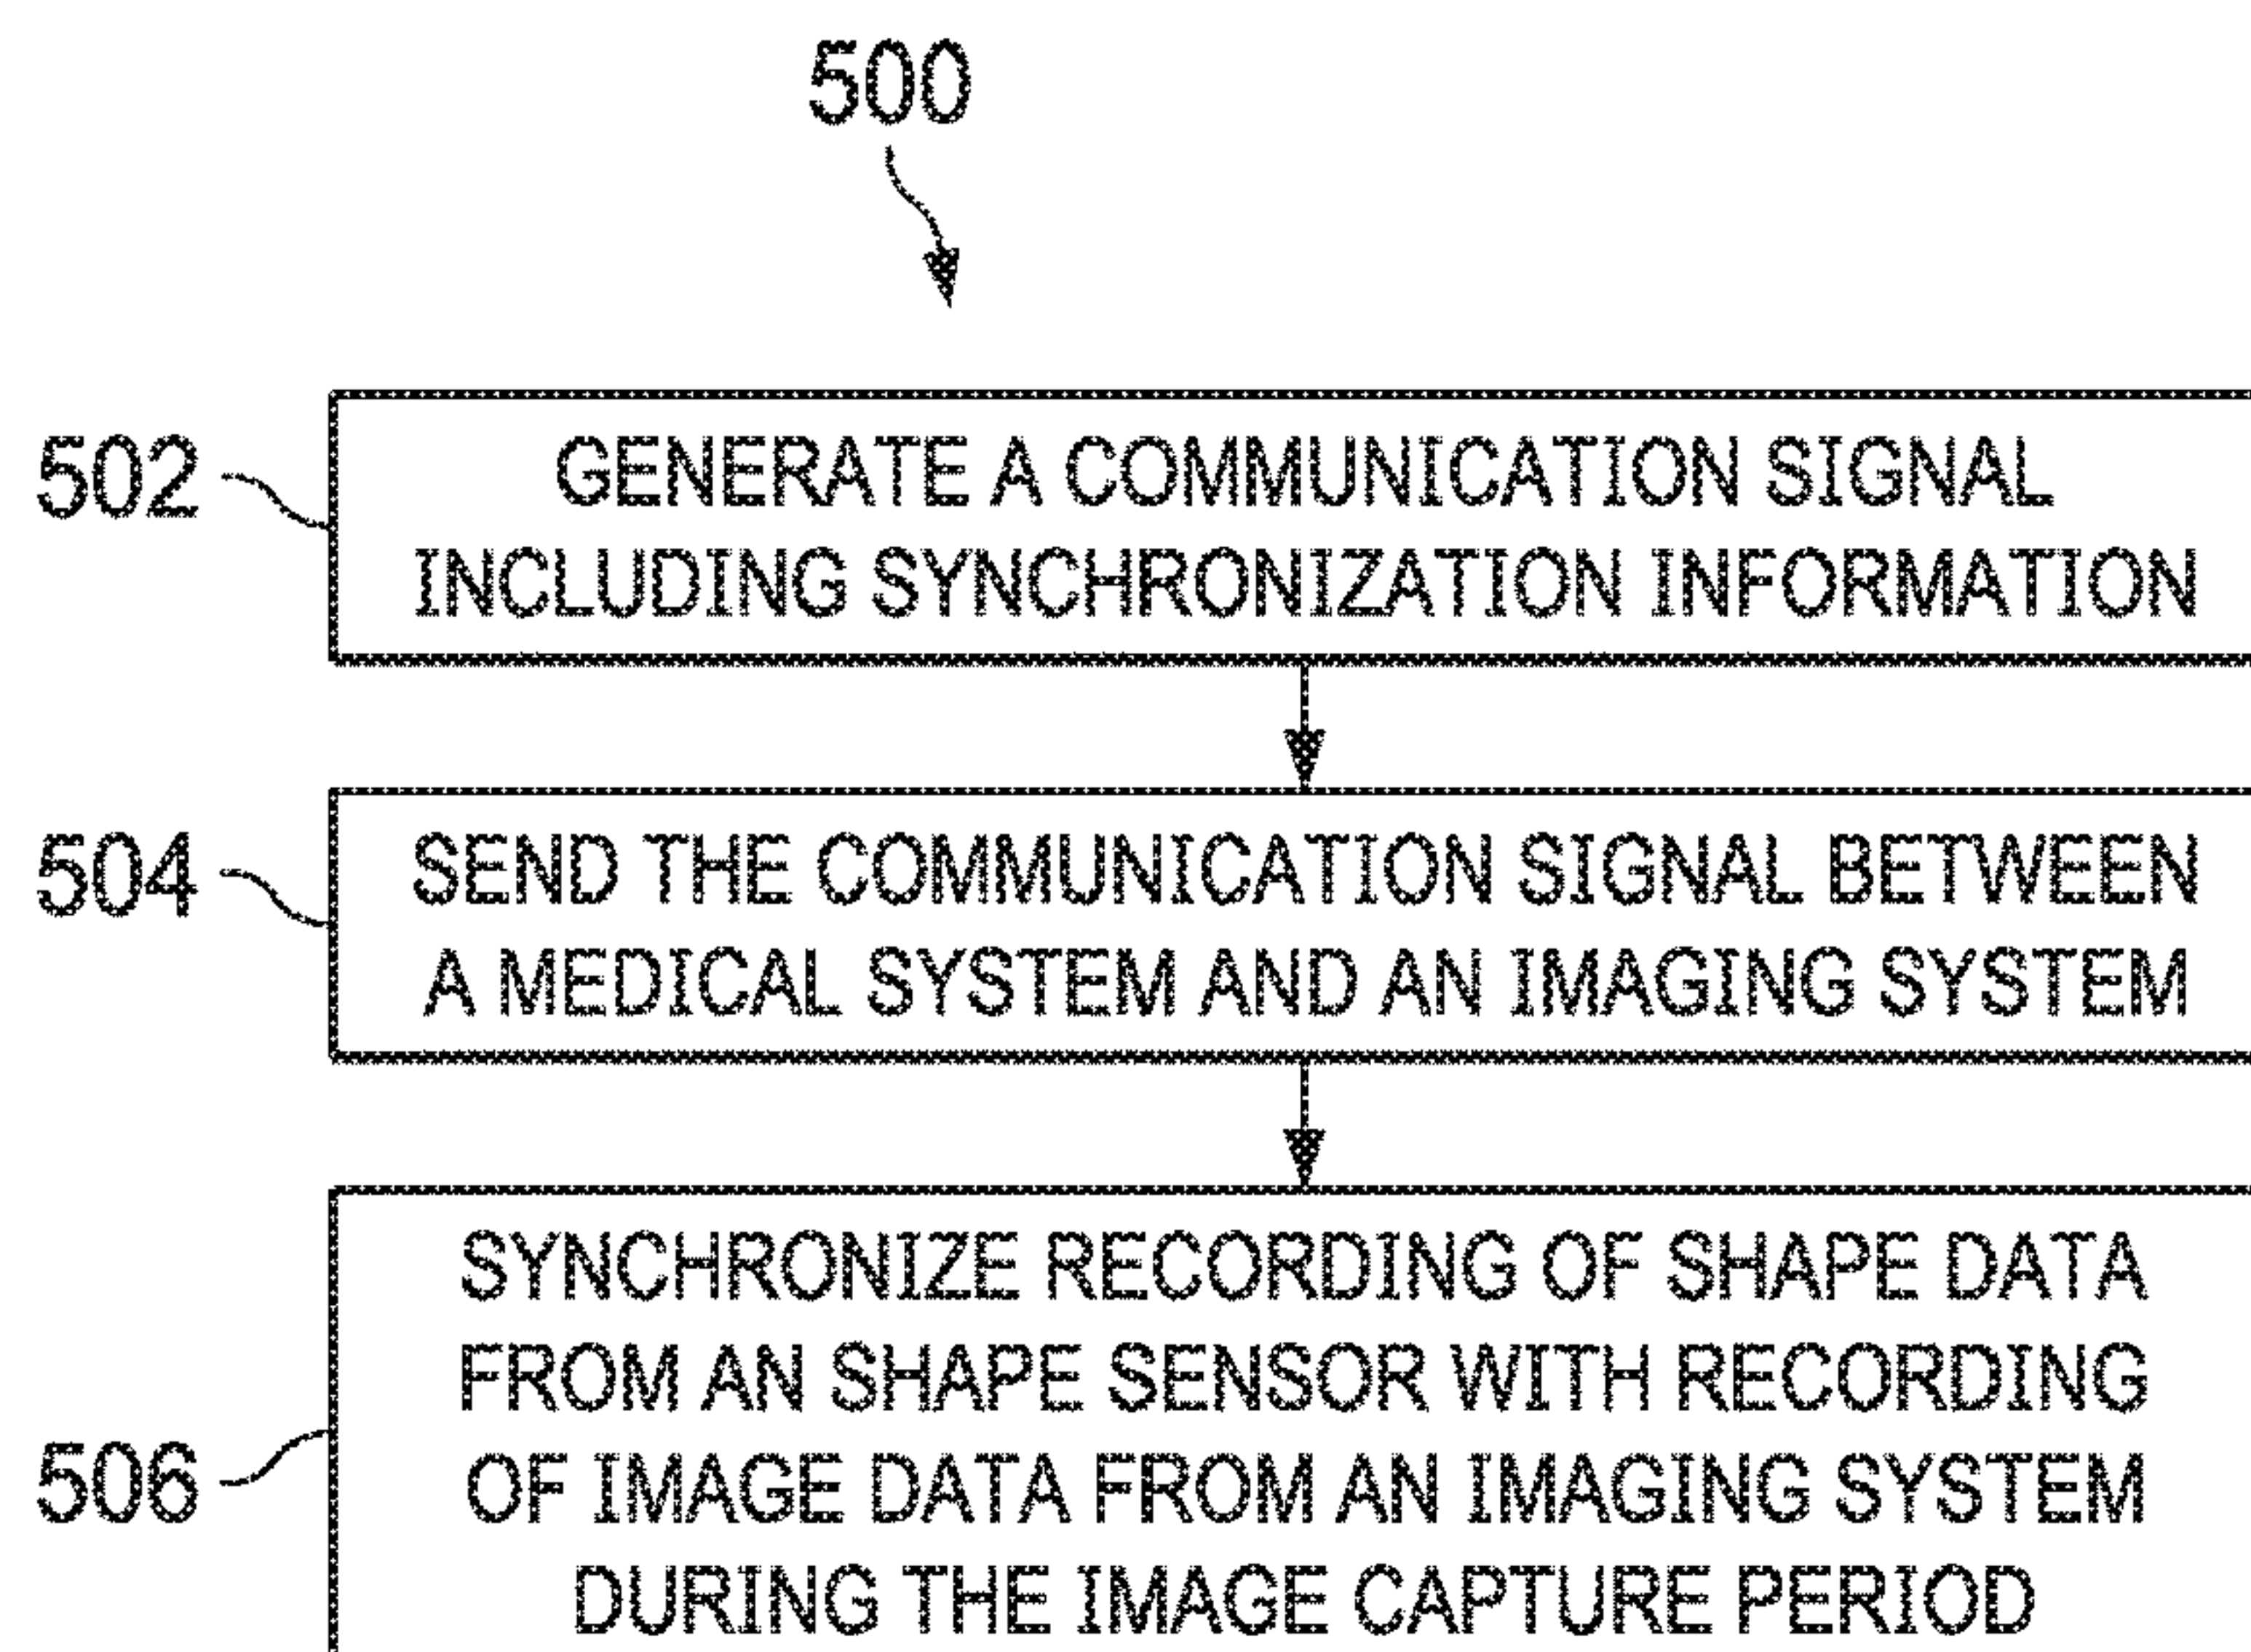 500
502
GENERATE A COMMUNICATION SIGNAL
INCLUDING SYNCHRONIZATION INFORMATION
504
SEND THE COMMUNICATION SIGNAL BETWEEN
A MEDICAL SYSTEM AND AN IMAGING SYSTEM
506
SYNCHRONIZE RECORDING OF SHAPE DATA
FROM AN SHAPE SENSOR WITH RECORDING
OF IMAGE DATA FROM AN IMAGING SYSTEM
DURING THE IMAGE CAPTURE PERIOD